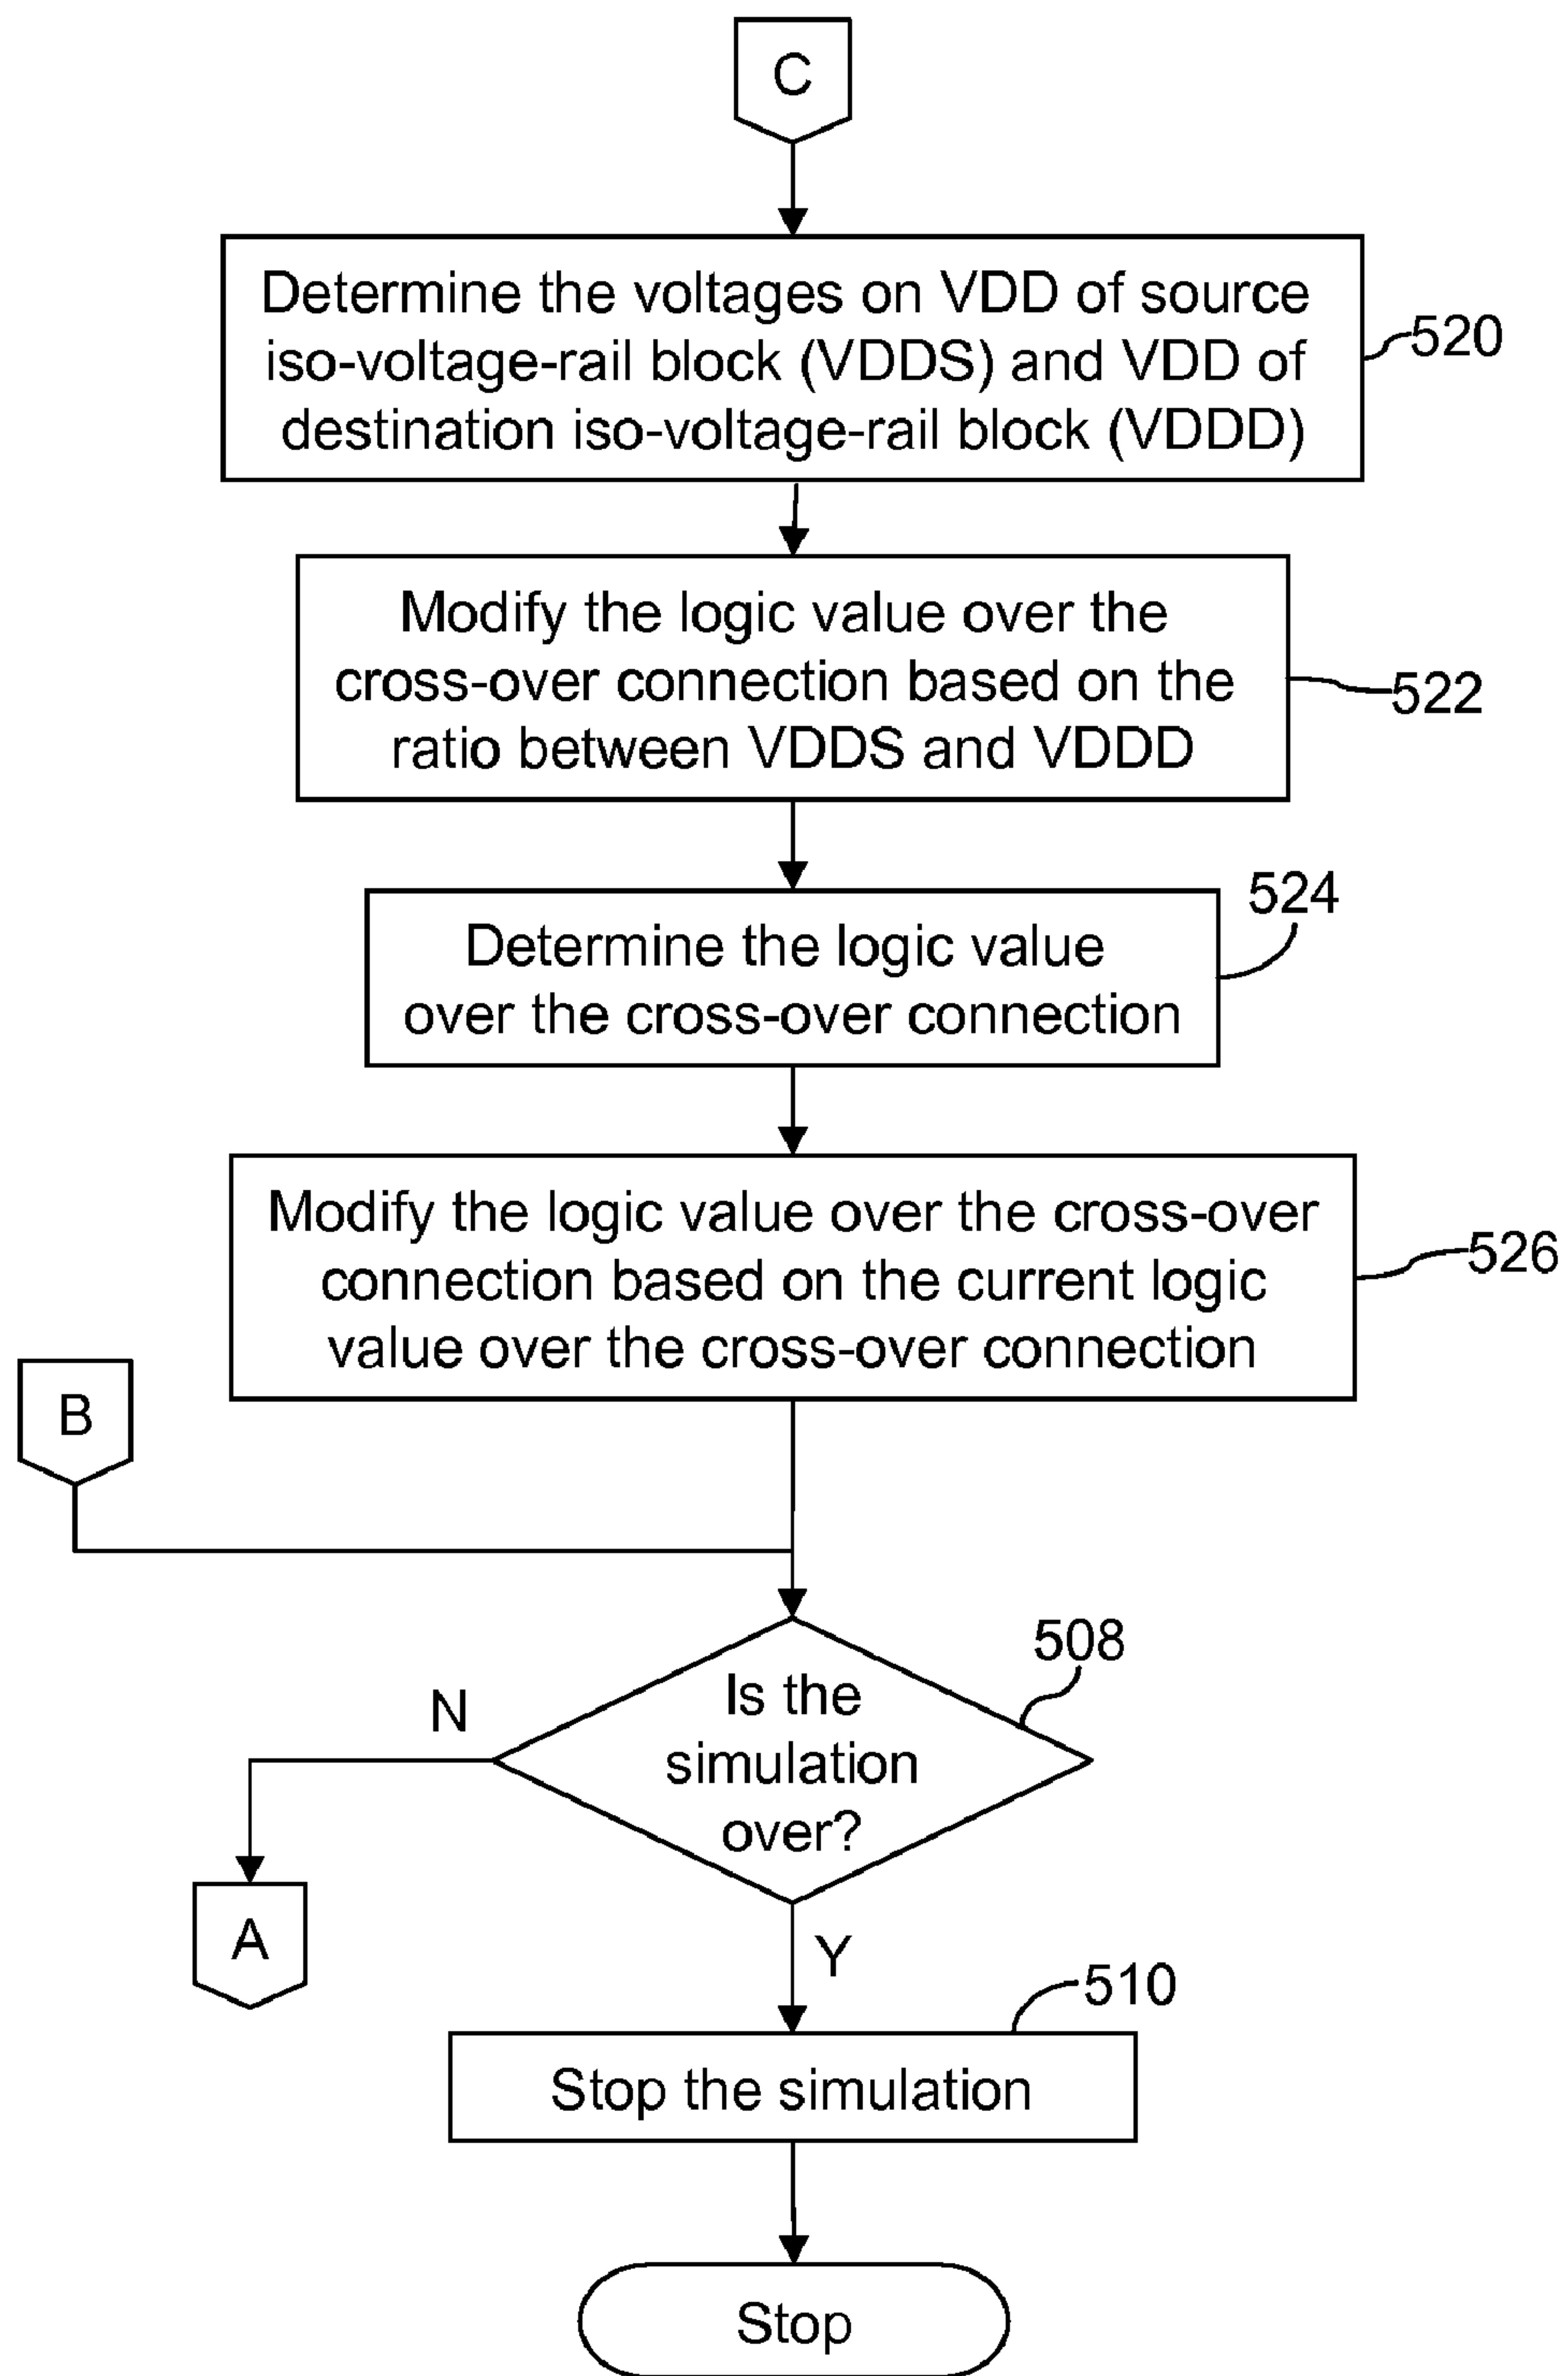 C
Determine the voltages on VDD of source
iso-voltage-rail block (VDDS) and VDD of
destination iso-voltage-rail block (VDDD)
520
Modify the logic value over the
cross-over connection based on the
ratio between VDDS and VDDD
522
524
Determine the logic value
over the cross-over connection
Modify the logic value over the cross-over
connection based on the current logic
value over the cross-over connection
526
B
508
Is the
simulation
over?
N
A
Y
510
Stop the simulation
Stop